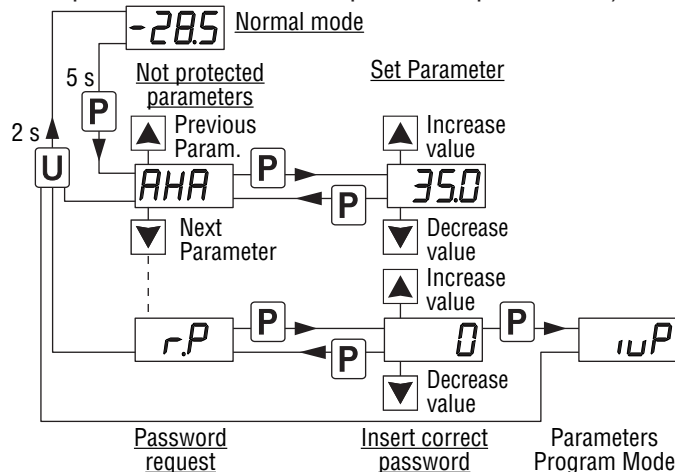 -28.5 Normal mode
5 s
Not protected
parameters
Set Parameter
P
Previous
Param.
Increase
value
2 s
U
AHA
P
P
35.0
Next
Parameter
Decrease
value
Increase
value
r.P
P
P
0
P
iuP
Decrease
value
Password
request
Insert correct
password
Parameters
Program Mode